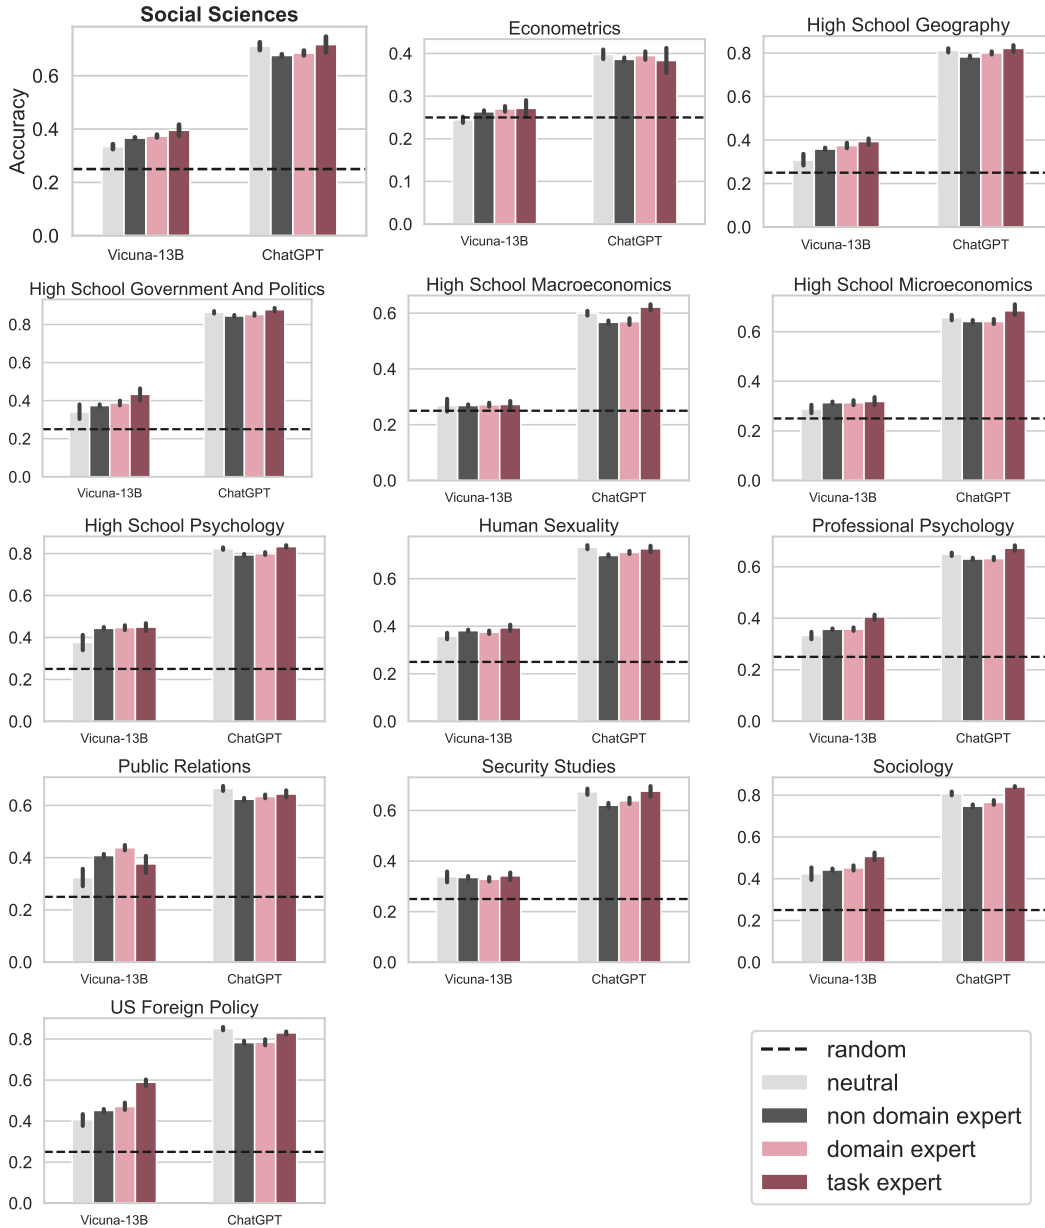 Social Sciences
Econometrics
High School Geography
Accuracy
0.6
0.4
0.2
0.0
Vicuna-13B
ChatGPT
0.4
0.3
0.2
0.1
0.0
Vicuna-13B
ChatGPT
0.8
0.6
0.4
0.2
0.0
Vicuna-13B
ChatGPT
High School Government And Politics
High School Macroeconomics
High School Microeconomics
0.8
0.6
0.4
0.2
0.0
Vicuna-13B
ChatGPT
0.6
0.4
0.2
0.0
Vicuna-13B
ChatGPT
0.6
0.4
0.2
0.0
Vicuna-13B
ChatGPT
High School Psychology
Human Sexuality
Professional Psychology
0.8
0.6
0.4
0.2
0.0
Vicuna-13B
ChatGPT
0.6
0.4
0.2
0.0
Vicuna-13B
ChatGPT
0.6
0.4
0.2
0.0
Vicuna-13B
ChatGPT
Public Relations
Security Studies
Sociology
0.6
0.4
0.2
0.0
Vicuna-13B
ChatGPT
0.6
0.4
0.2
0.0
Vicuna-13B
ChatGPT
0.8
0.6
0.4
0.2
0.0
Vicuna-13B
ChatGPT
US Foreign Policy
0.8
0.6
0.4
0.2
0.0
Vicuna-13B
ChatGPT
random
neutral
non domain expert
domain expert
task expert